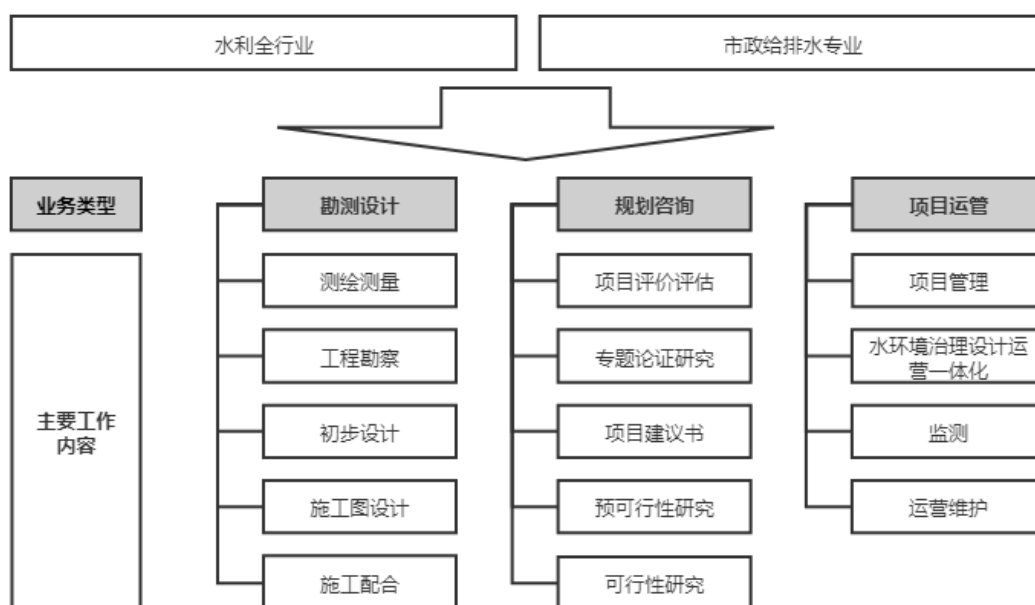 水利全行业
市政给排水专业
业务类型
勘测设计
规划咨询
项目运管
测绘测量
项目评价评估
项目管理
工程勘察
专题论证研究
水环境治理设计运
营一体化
主要工作
内容
初步设计
项目建议书
监测
施工图设计
预可行性研究
运营维护
施工配合
可行性研究